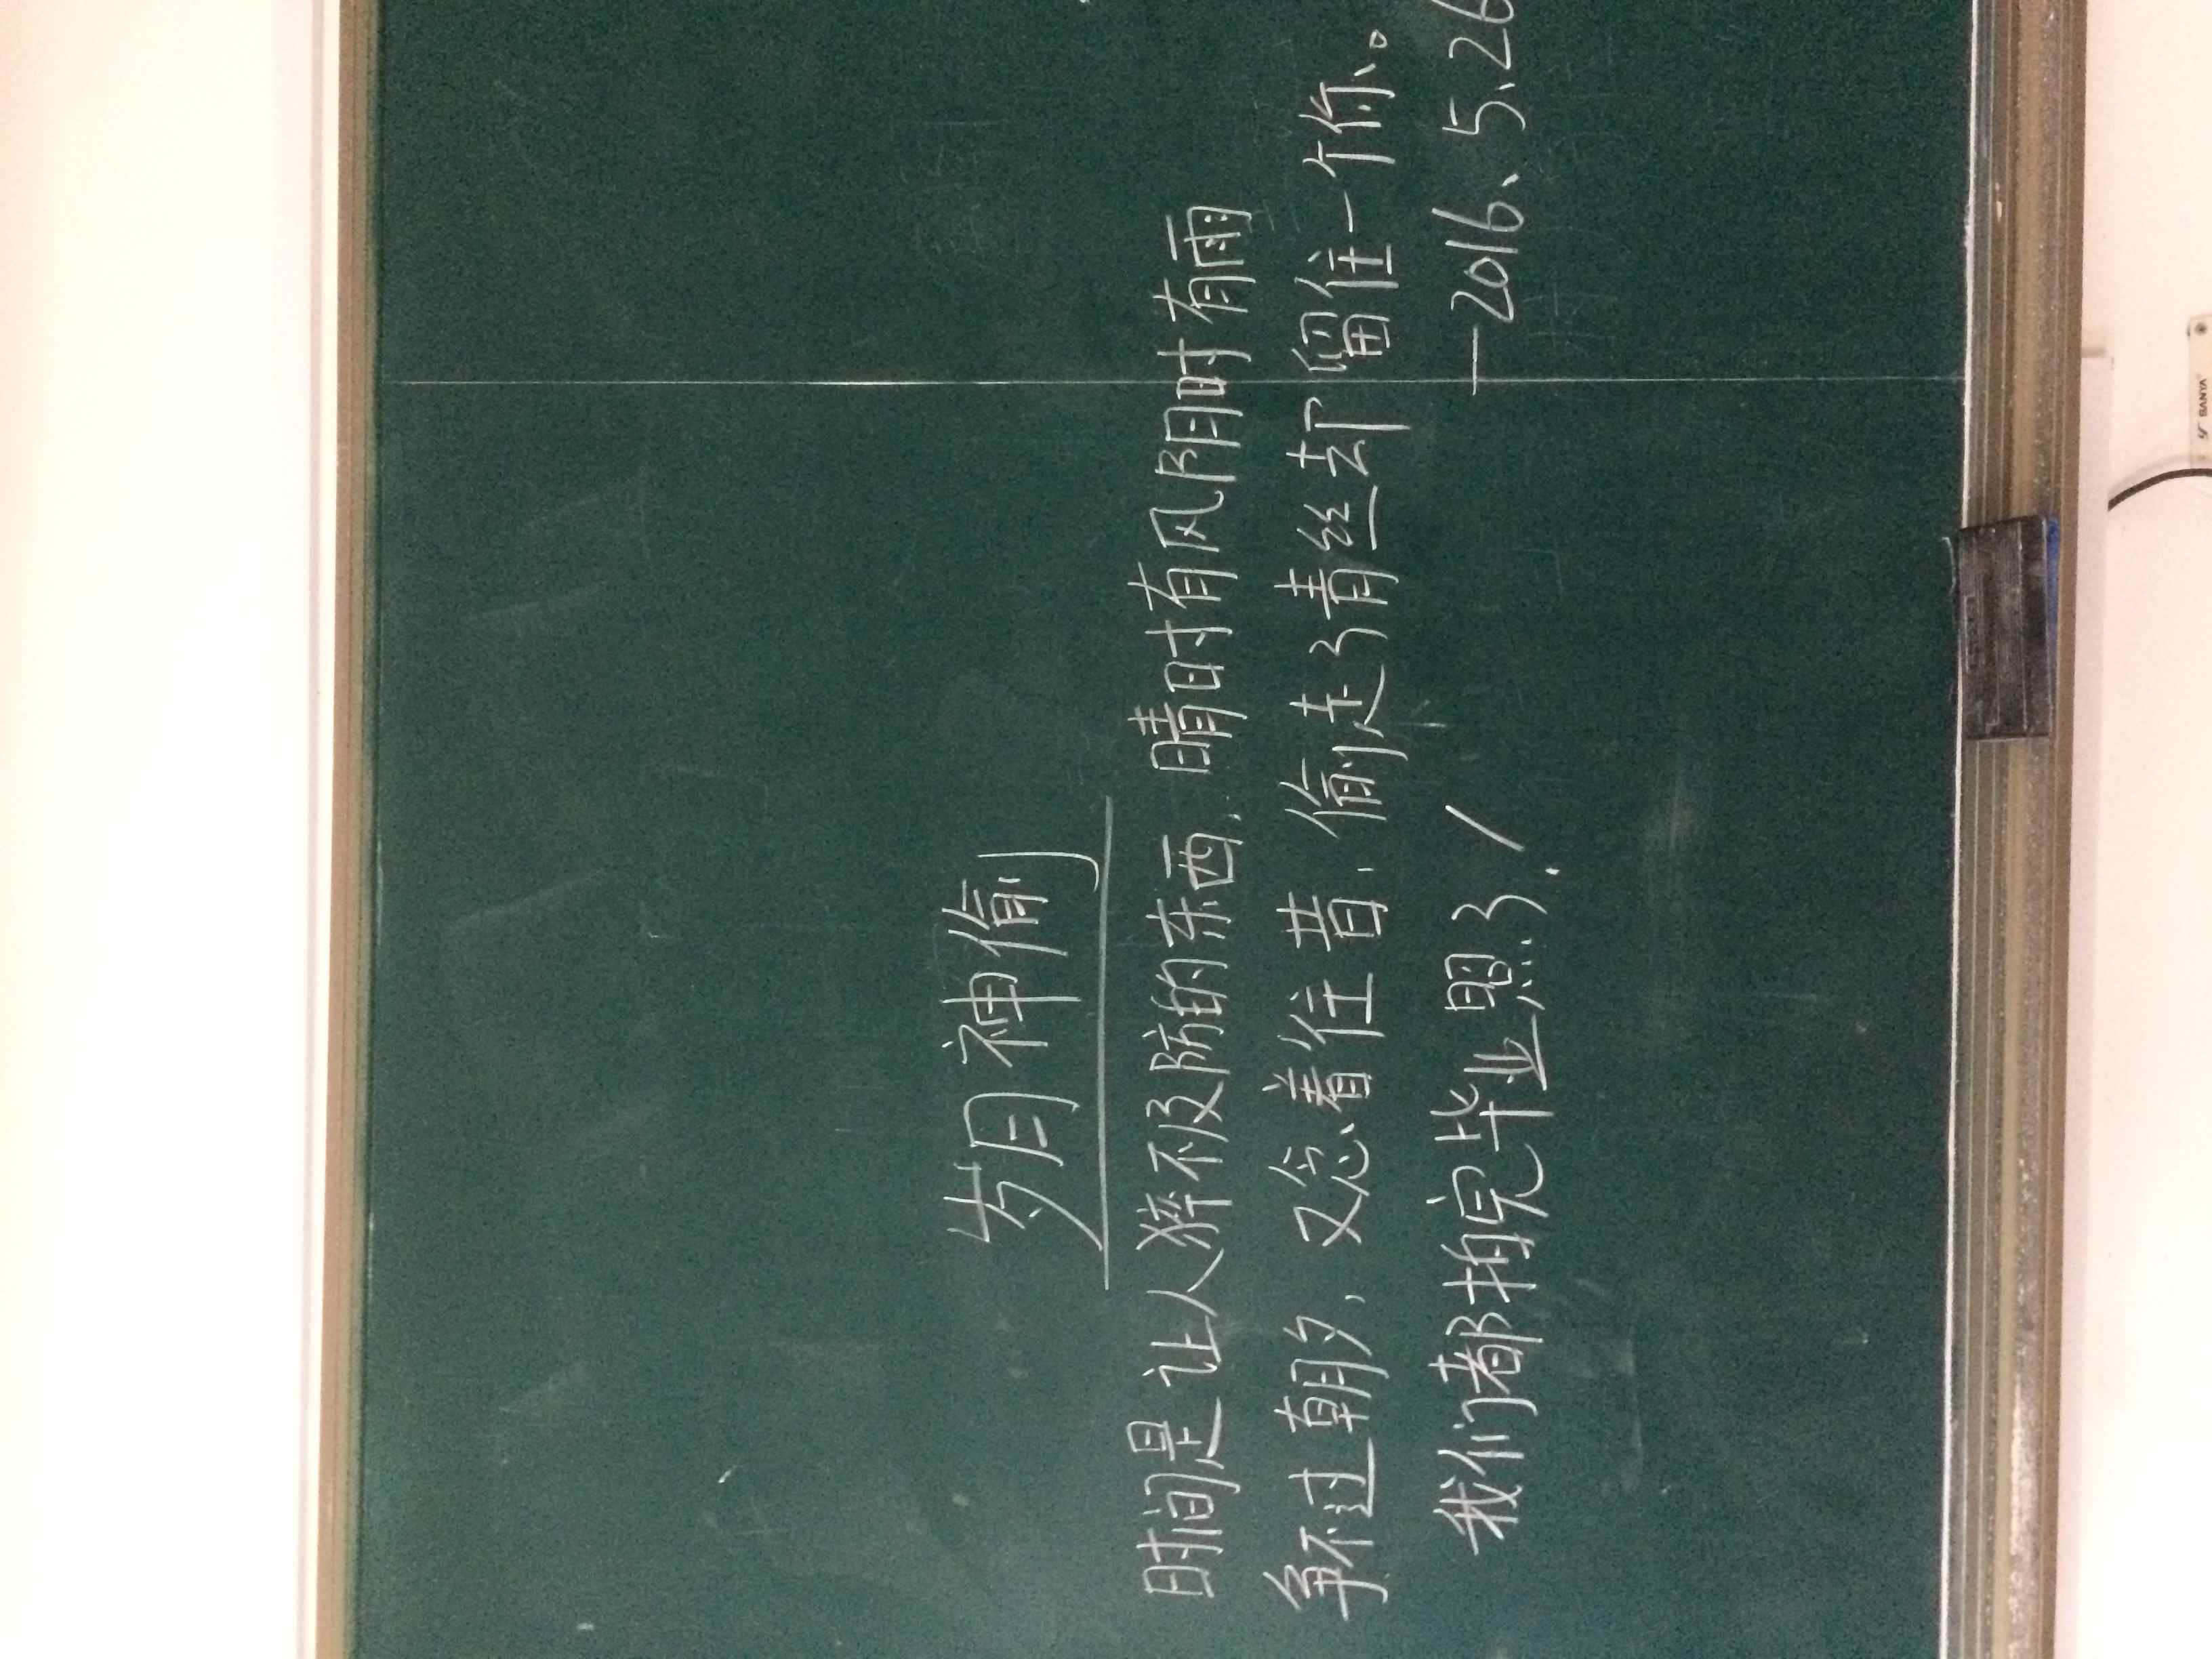 岁月神偷
时间是让人猝不及防的东西，晴时有风阴时有雨
争不过朝夕，又念着往昔，偷走了青丝却留住一个你。
我们都拍完毕业照了！
—2016、5、26
SANYA